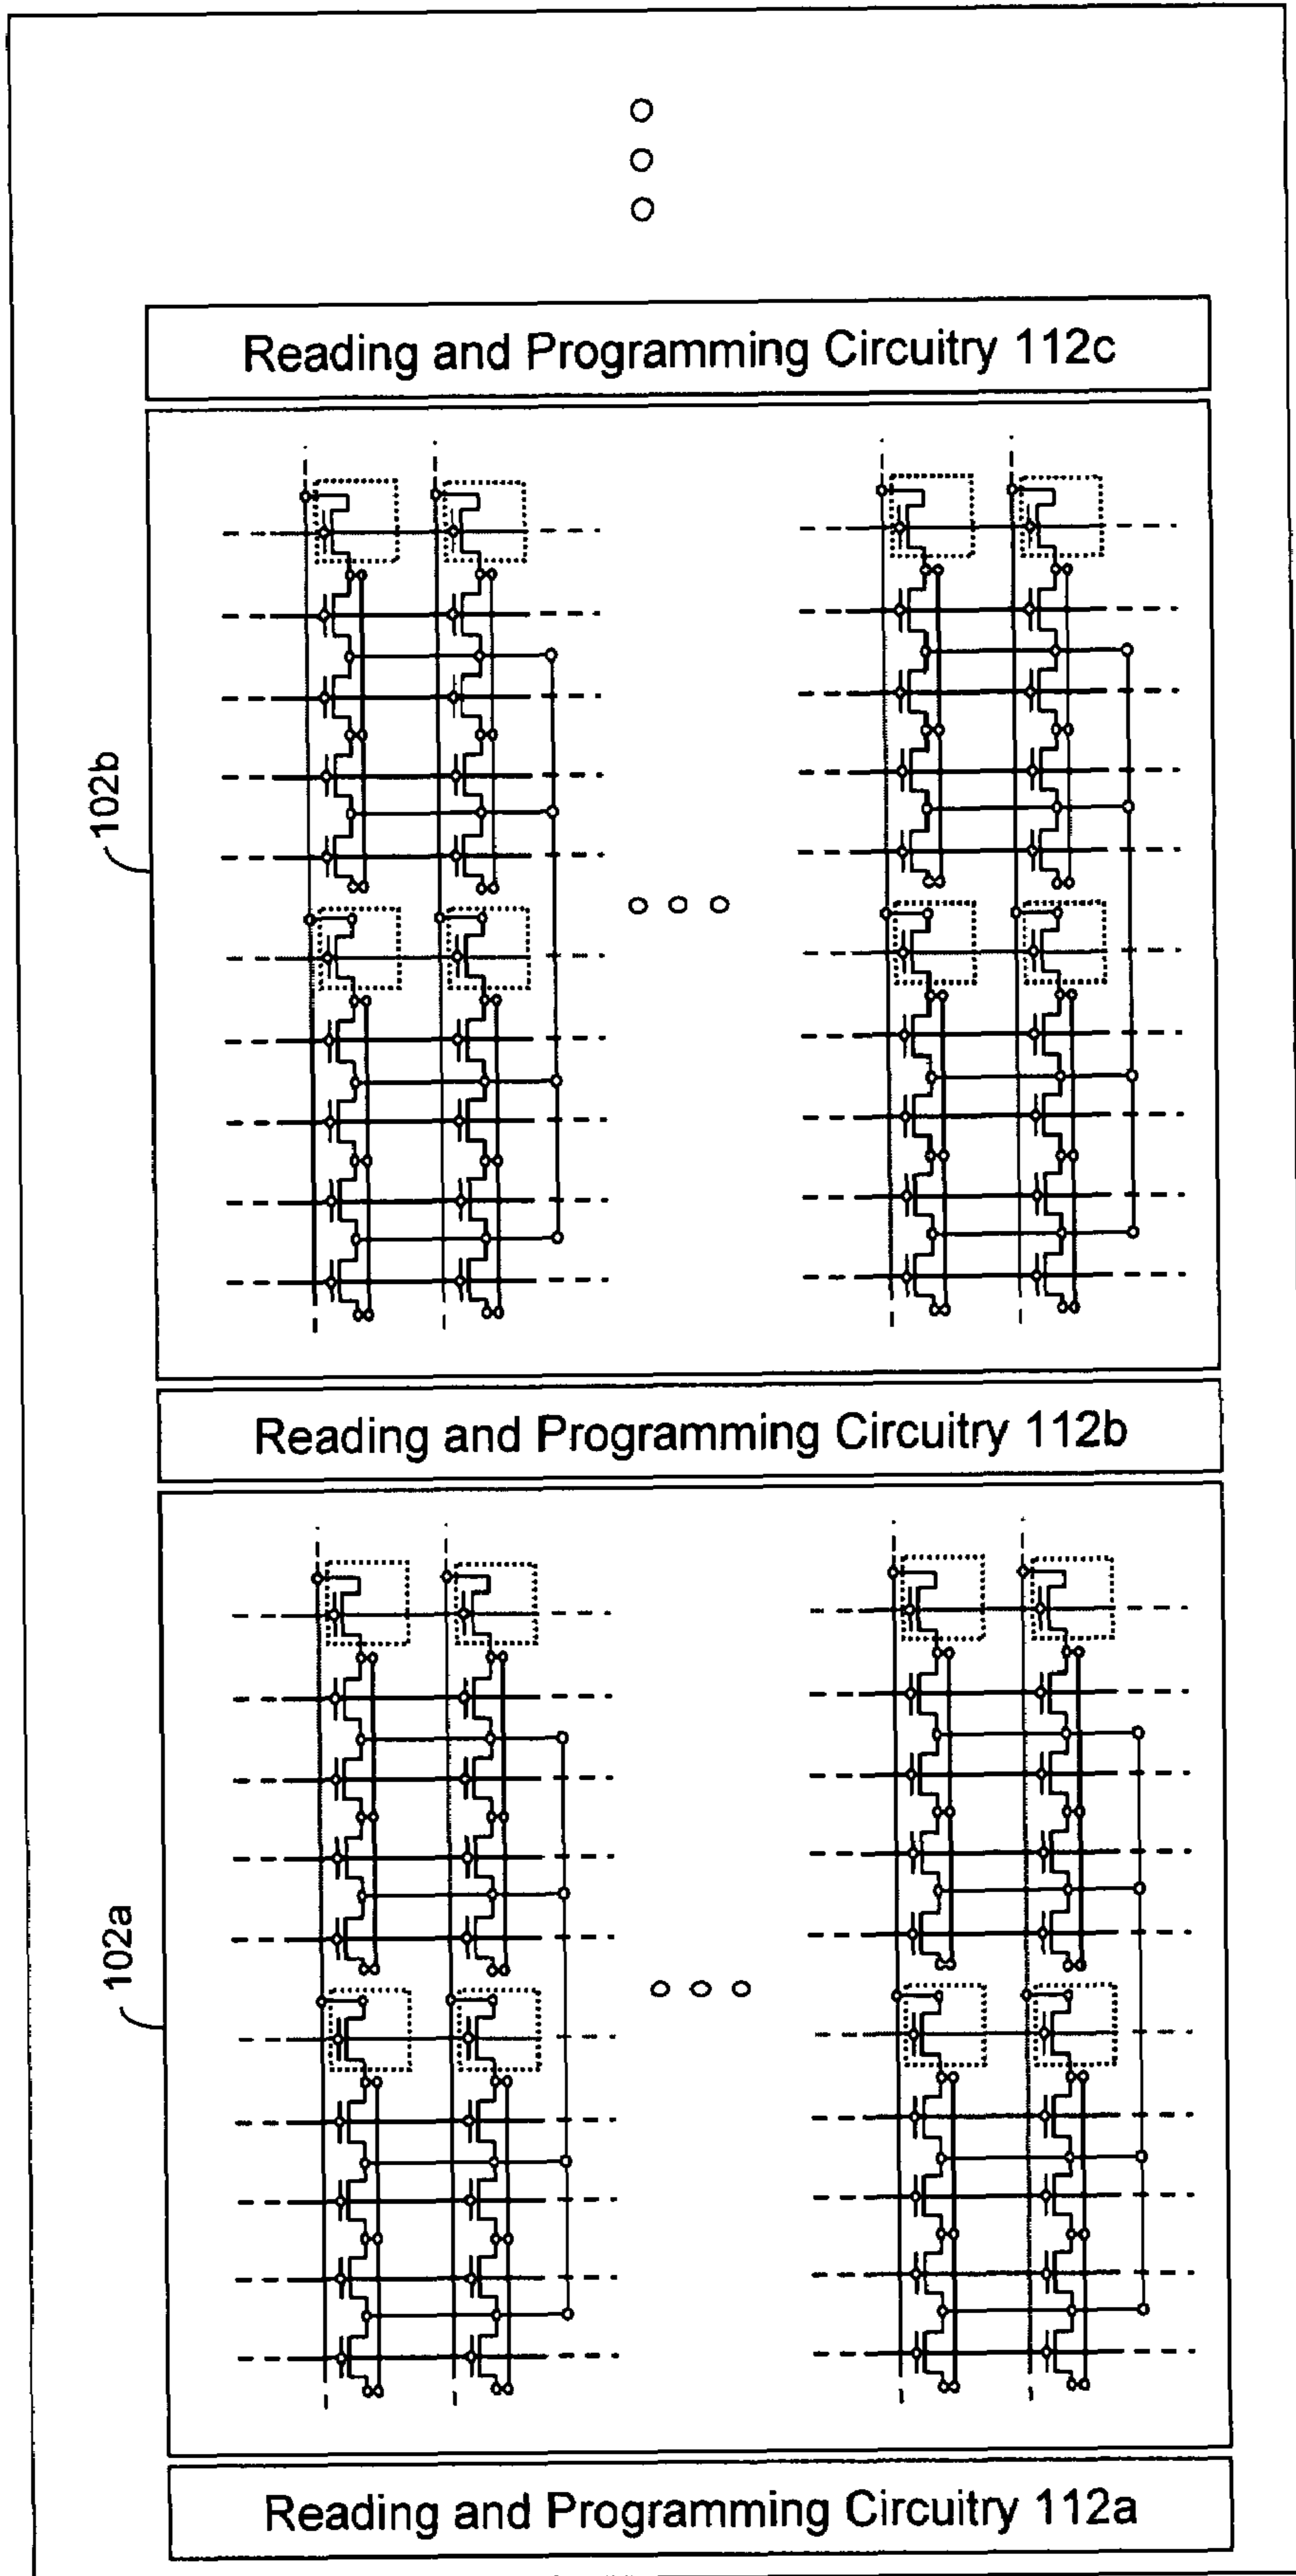 Reading and Programming Circuitry 112c
102b
Reading and Programming Circuitry 112b
102a
Reading and Programming Circuitry 112a